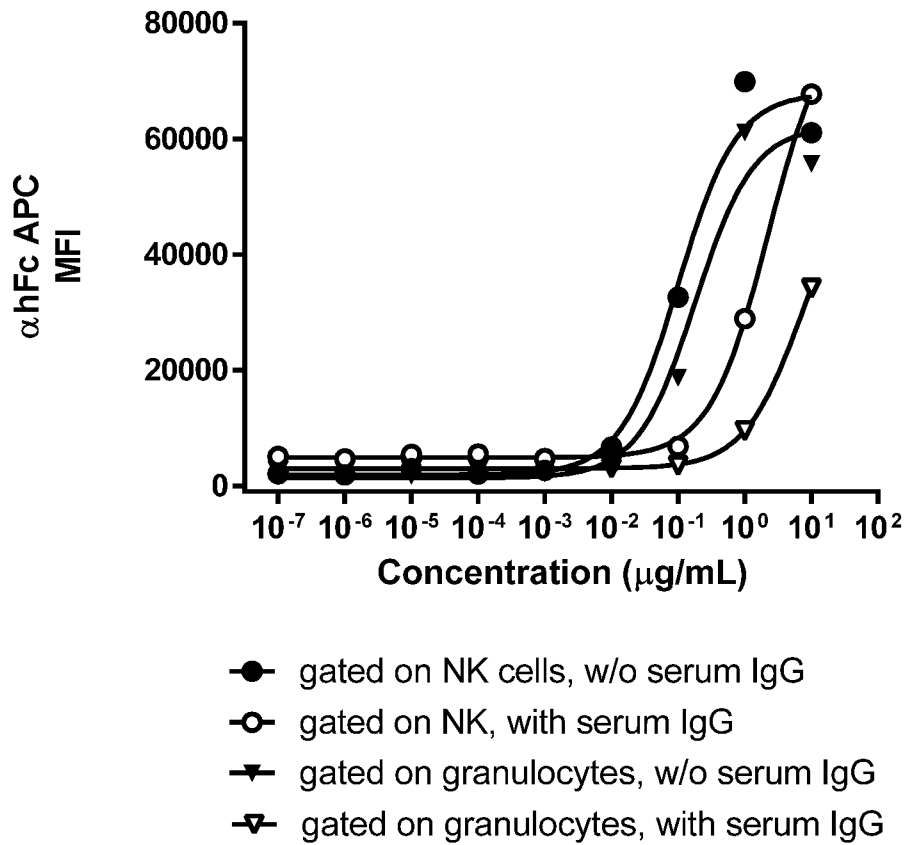 80000
60000
40000
20000
0
αhFc APC
MFI
10⁻⁷ 10⁻⁶ 10⁻⁵ 10⁻⁴ 10⁻³ 10⁻² 10⁻¹ 10⁰ 10¹ 10²
Concentration (μg/mL)
gated on NK cells, w/o serum IgG
gated on NK, with serum IgG
gated on granulocytes, w/o serum IgG
gated on granulocytes, with serum IgG